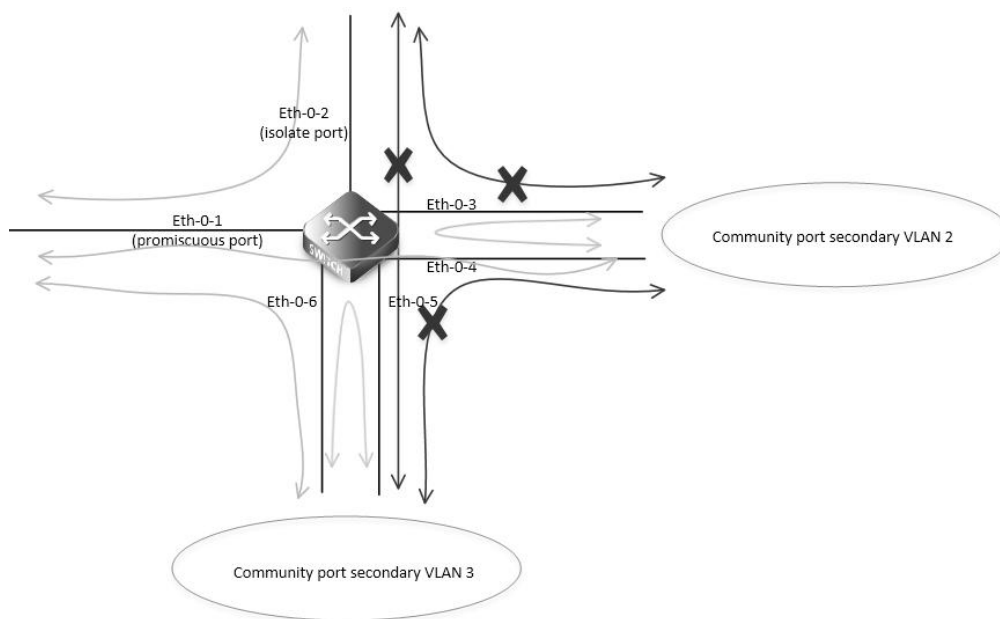 Eth-0-2
(isolate port)
Eth-0-1
(promiscuous port)
Eth-0-3
SWITCH
Community port secondary VLAN 2
Eth-0-4
Eth-0-6
Eth-0-5
Community port secondary VLAN 3